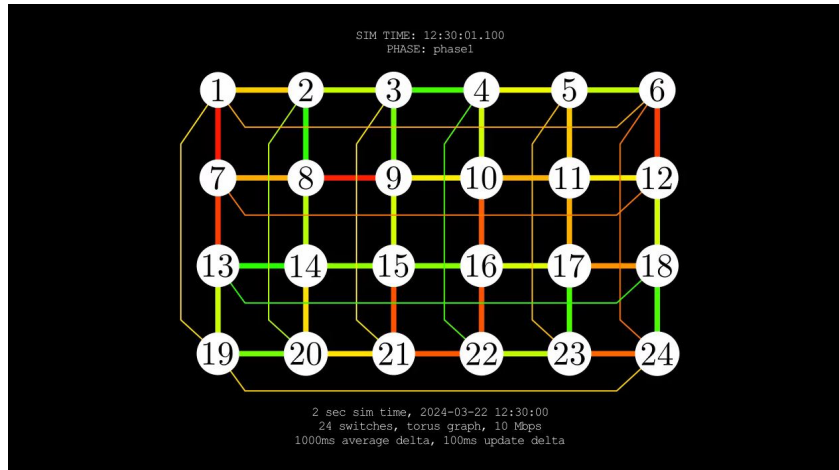 SIM TIME: 12:30:01.100
PHASE: phase1
1 2 3 4 5 6
7 8 9 10 11 12
13 14 15 16 17 18
19 20 21 22 23 24
2 sec sim time, 2024-03-22 12:30:00
24 switches, torus graph, 10 Mbps
1000ms average delta, 100ms update delta